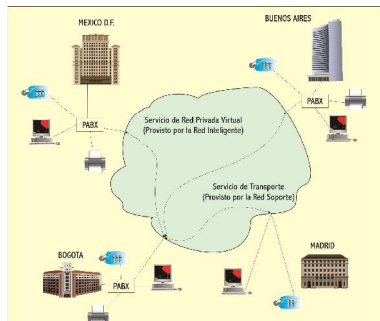 MEXICO D.F.
BUENOS AIRES
PABX
PABX
Servicio de Red Privada Virtual
(Provisto por la Red Inteligente)
Servicio de Transporte
(Provisto por la Red Soporte)
BOGOTA
PABX
MADRID